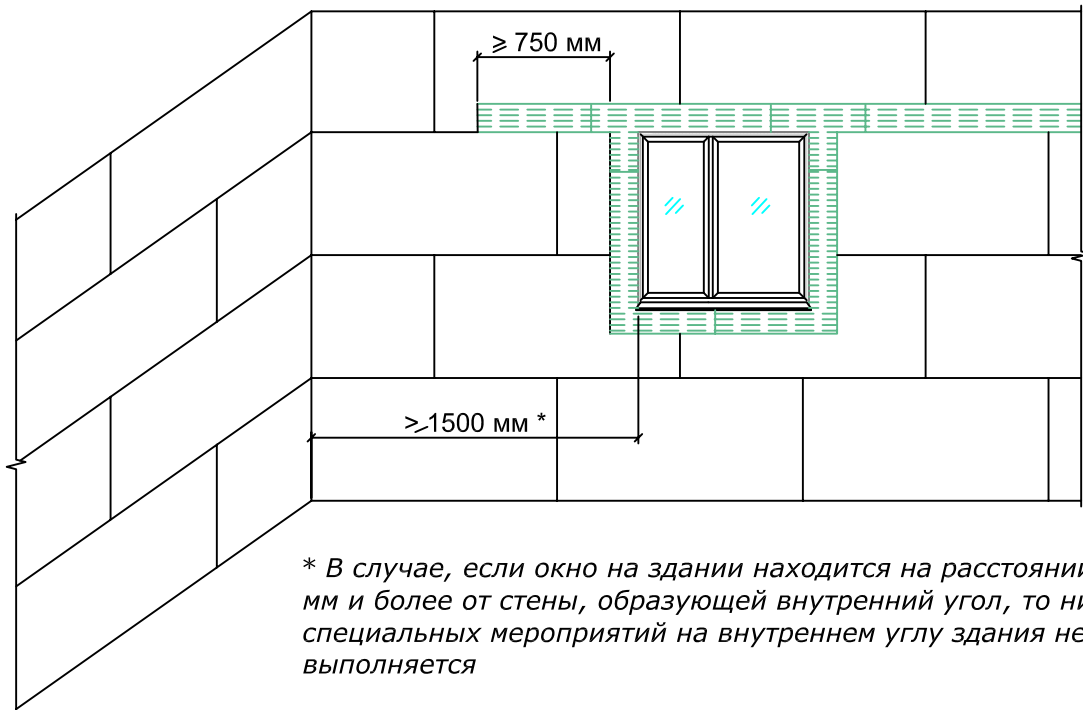 ≥ 750 мм
≥ 1500 мм *
* В случае, если окно на здании находится на расстоянии
мм и более от стены, образующей внутренний угол, то ни
специальных мероприятий на внутреннем углу здания не
выполняется